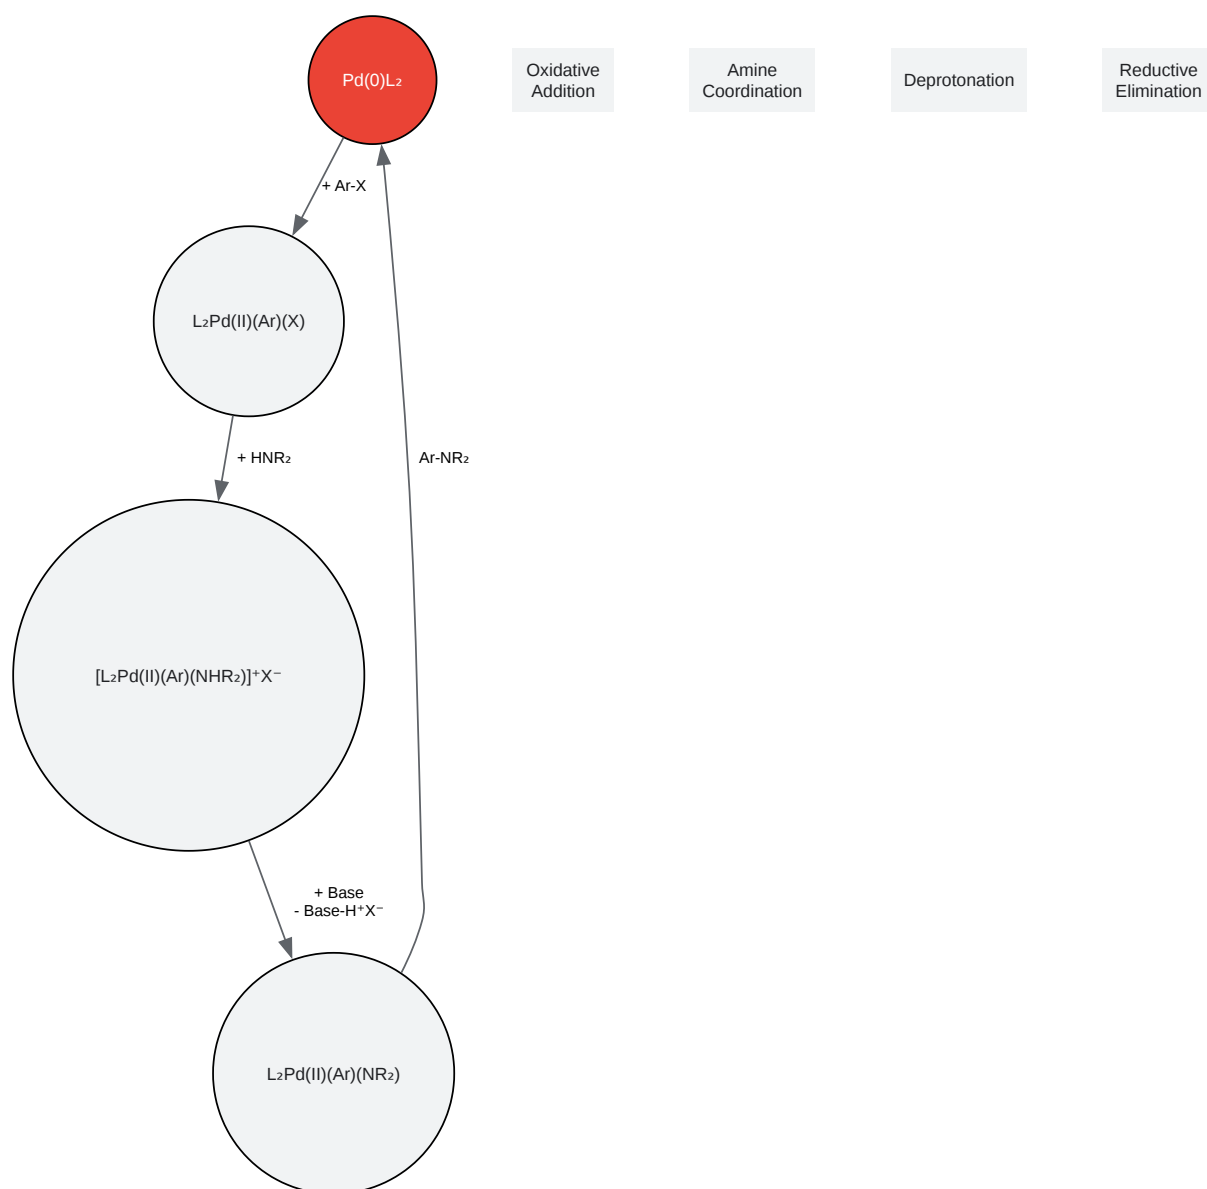 Pd(0)L₂
Oxidative
Addition
Amine
Coordination
Deprotonation
Reductive
Elimination
+ Ar-X
L₂Pd(II)(Ar)(X)
+ HNR₂
Ar-NR₂
[L₂Pd(II)(Ar)(NHR₂)]⁺X⁻
+ Base
- Base-H⁺X⁻
L₂Pd(II)(Ar)(NR₂)